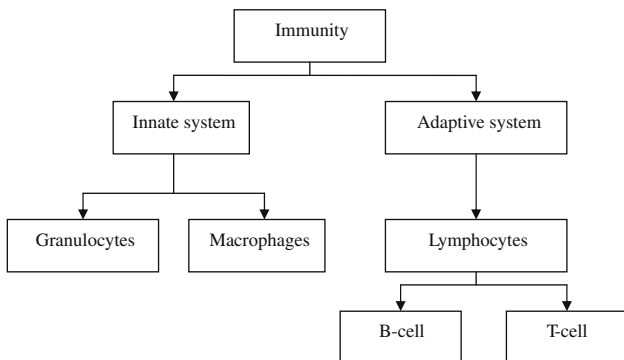 Immunity
Innate system
Adaptive system
Granulocytes
Macrophages
Lymphocytes
B-cell
T-cell